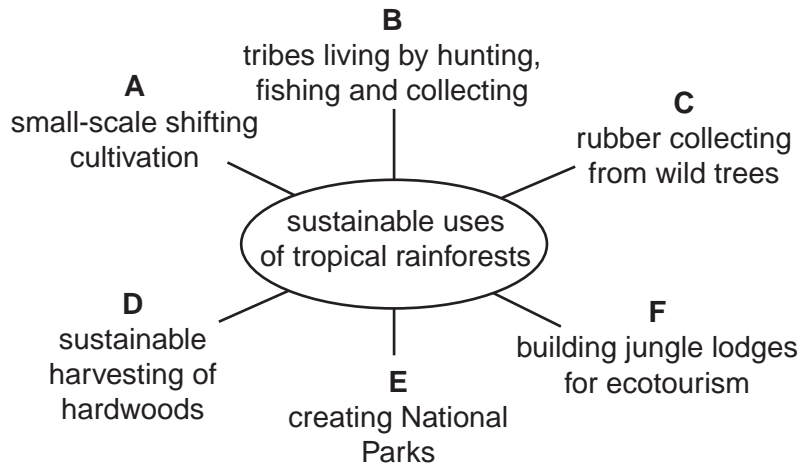 B
tribes living by hunting,
fishing and collecting
A
small-scale shifting
cultivation
C
rubber collecting
from wild trees
sustainable uses
of tropical rainforests
D
sustainable
harvesting of
hardwoods
E
creating National
Parks
F
building jungle lodges
for ecotourism